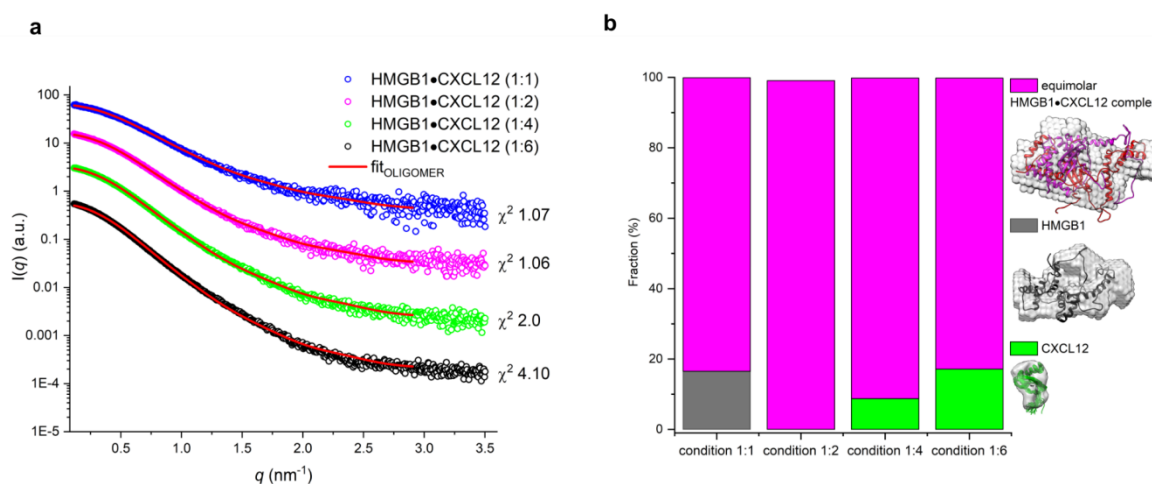 a
HMGB1●CXCL12 (1:1)
HMGB1●CXCL12 (1:2)
HMGB1●CXCL12 (1:4)
HMGB1●CXCL12 (1:6)
fitOLIGOMER
I(q) (a.u.)
100
10
1
0.1
0.01
0.001
1E-4
1E-5
χ² 1.07
χ² 1.06
χ² 2.0
χ² 4.10
0.5 1.0 1.5 2.0 2.5 3.0 3.5
q (nm⁻¹)
b
Fraction (%)
100
80
60
40
20
0
condition 1:1 condition 1:2 condition 1:4 condition 1:6
equimolar
HMGB1●CXCL12 comple
HMGB1
CXCL12